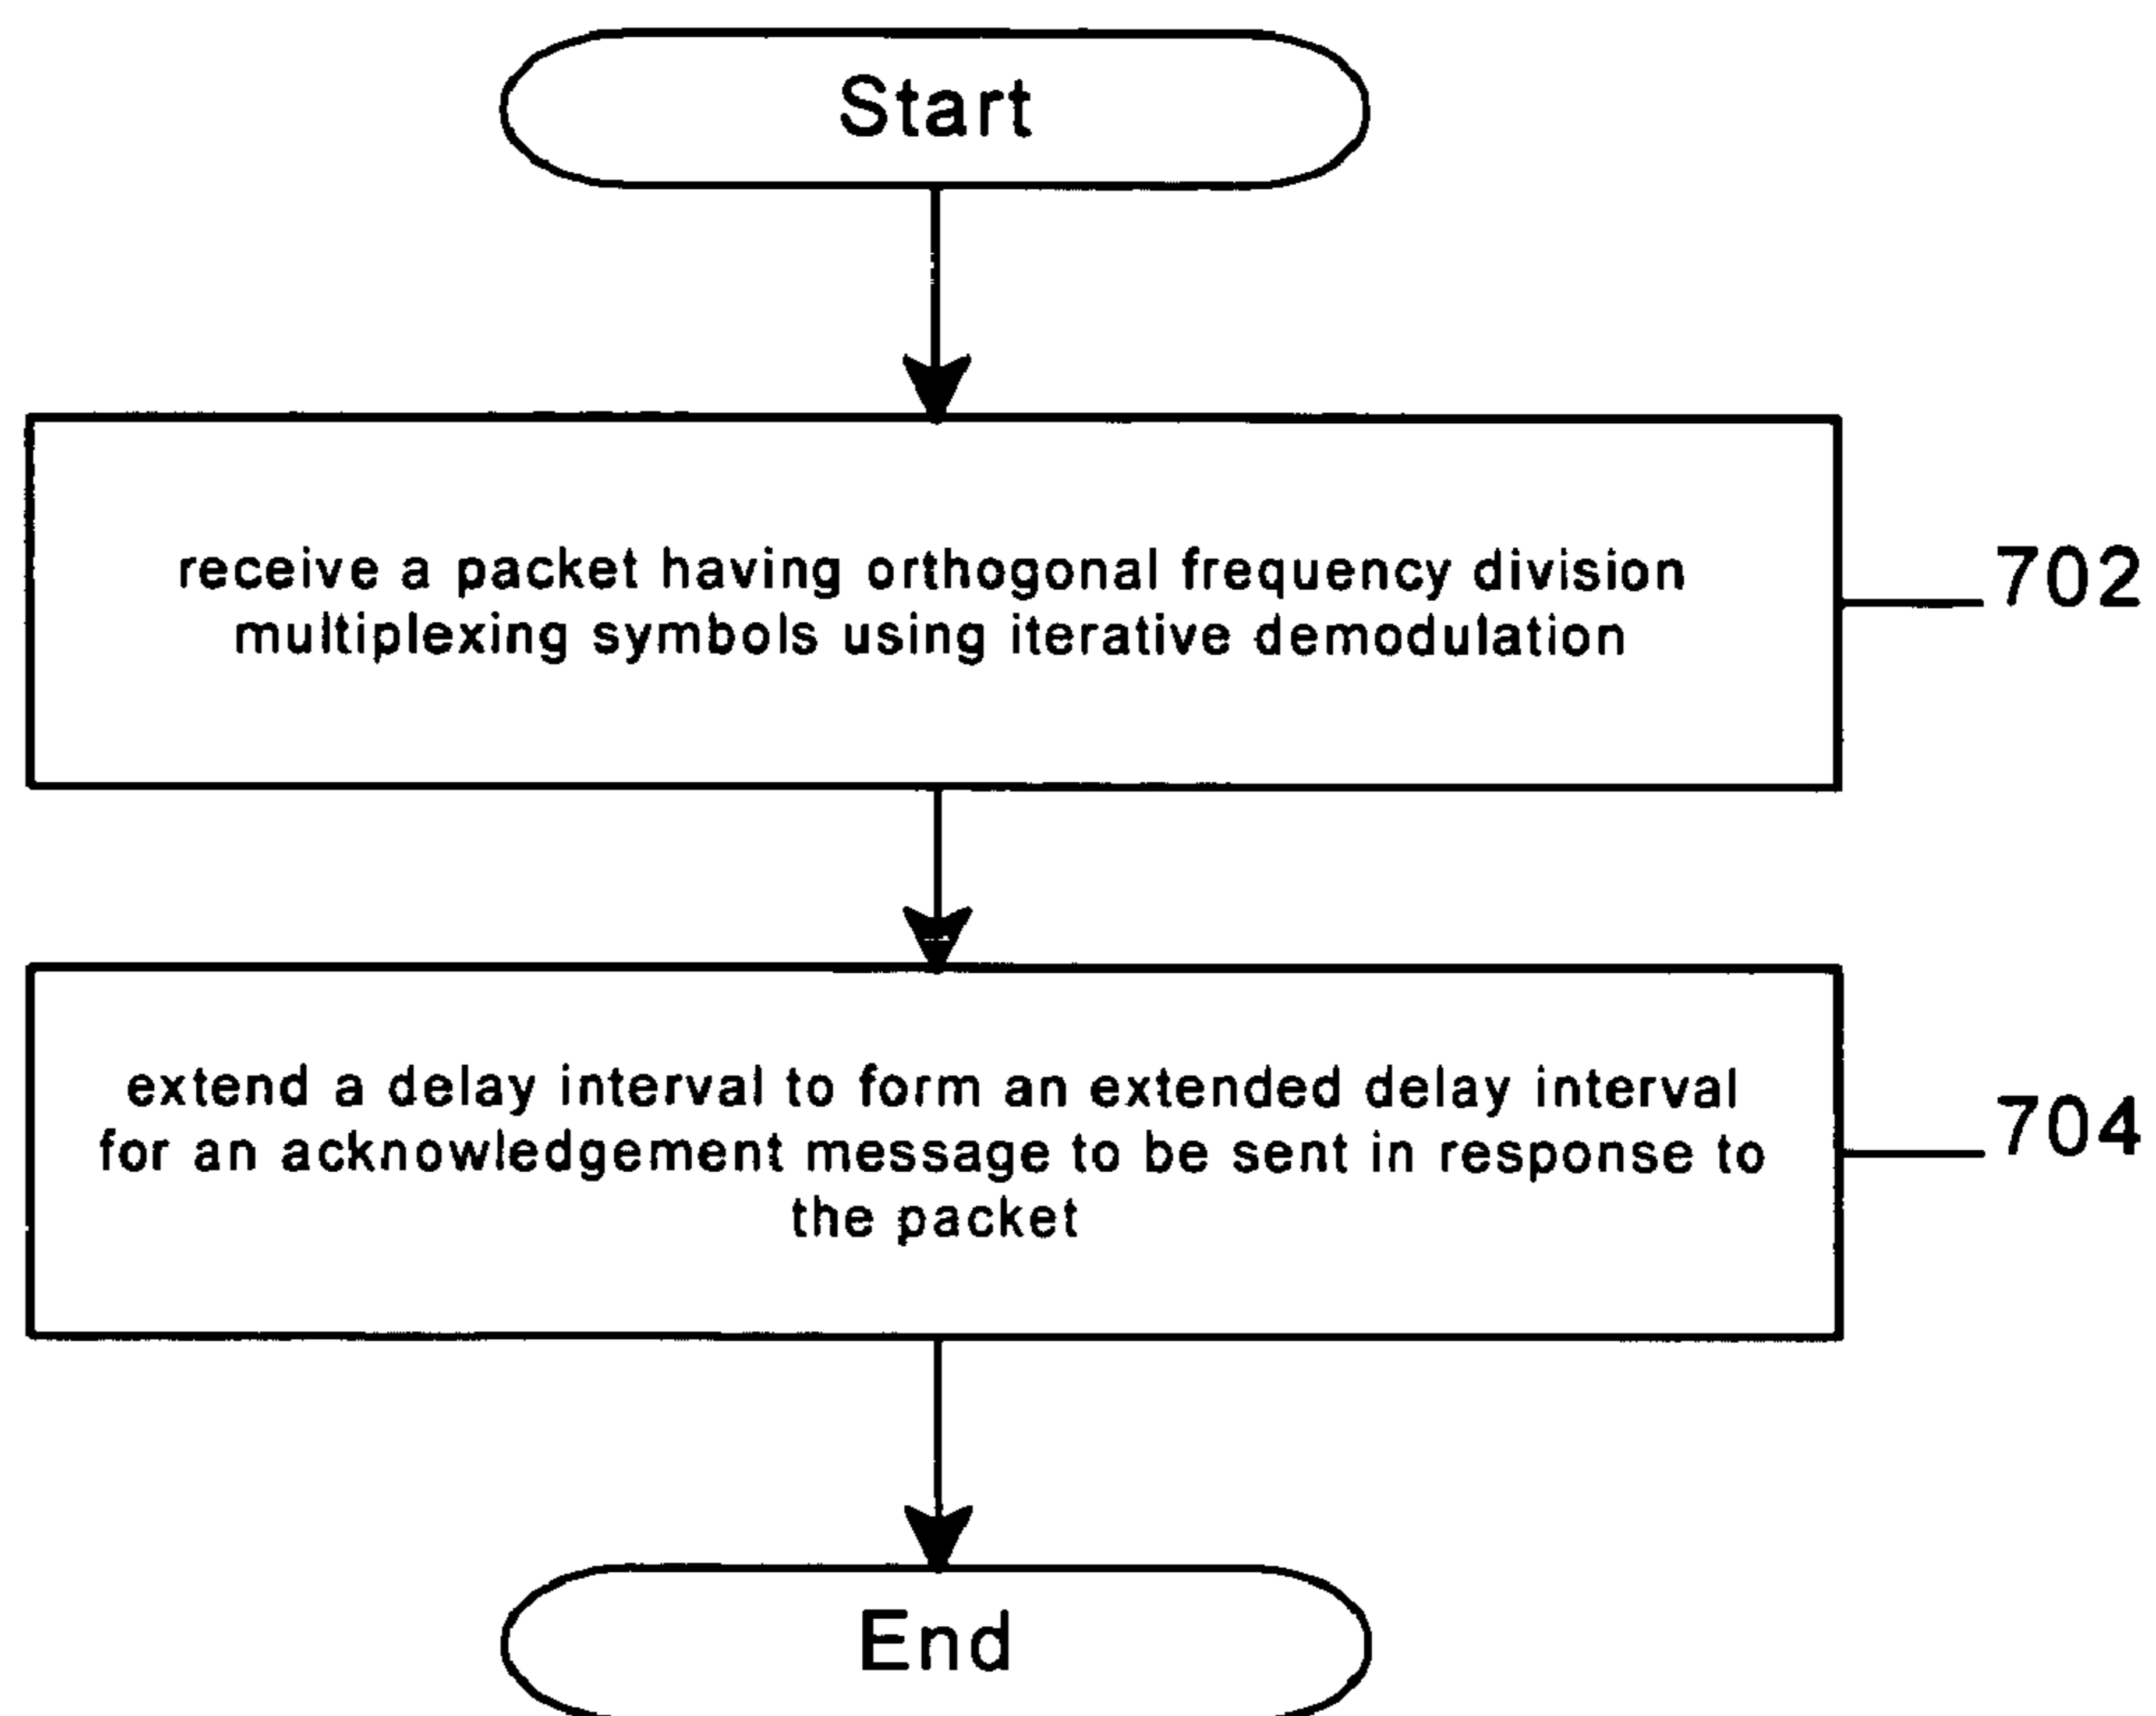 Start
receive a packet having orthogonal frequency division
multiplexing symbols using iterative demodulation
702
extend a delay interval to form an extended delay interval
for an acknowledgement message to be sent in response to
the packet
704
End